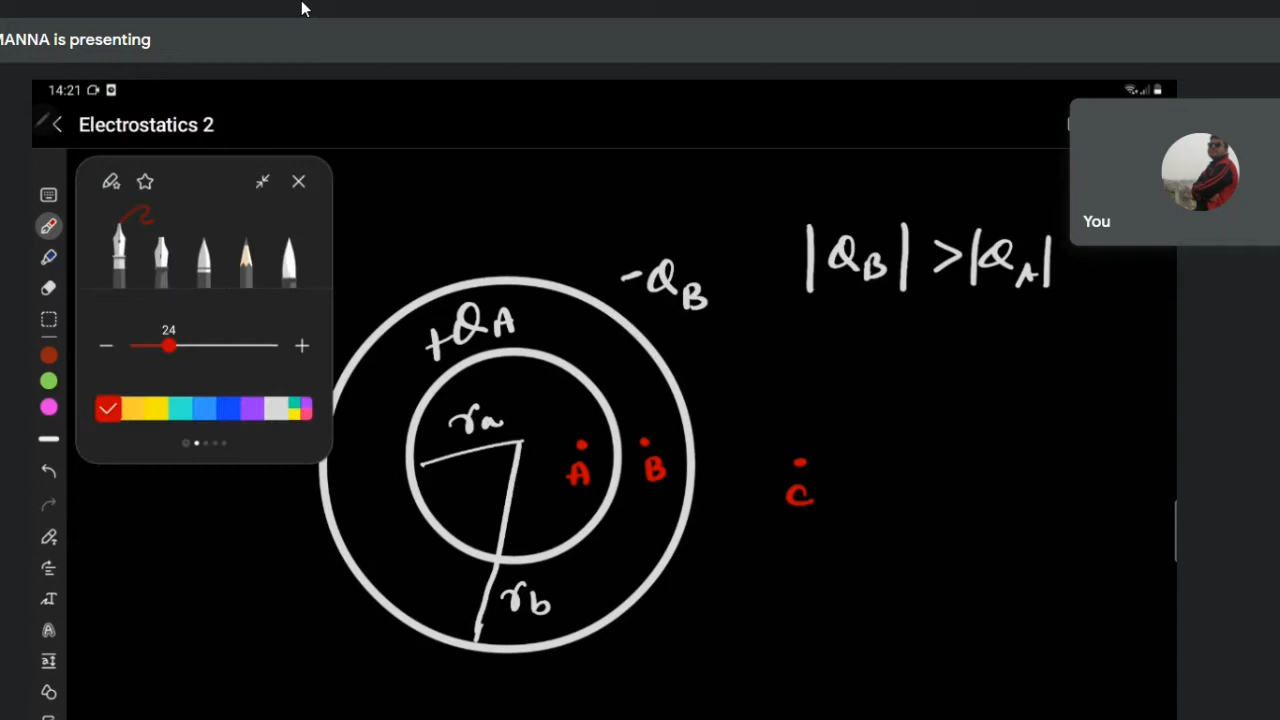 MANNA is presenting
14:21
Electrostatics 2
You
24
|QB| > |QA|
-QB
+QA
ra
A
B
C
rb